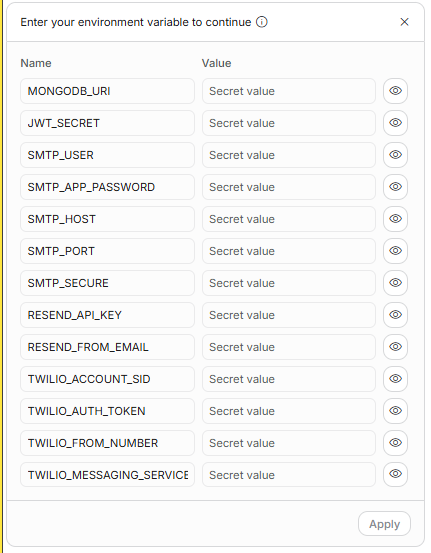 Enter your environment variable to continue
Name Value
MONGODB_URI Secret value
JWT_SECRET Secret value
SMTP_USER Secret value
SMTP_APP_PASSWORD Secret value
SMTP_HOST Secret value
SMTP_PORT Secret value
SMTP_SECURE Secret value
RESEND_API_KEY Secret value
RESEND_FROM_EMAIL Secret value
TWILIO_ACCOUNT_SID Secret value
TWILIO_AUTH_TOKEN Secret value
TWILIO_FROM_NUMBER Secret value
TWILIO_MESSAGING_SERVICE Secret value
Apply